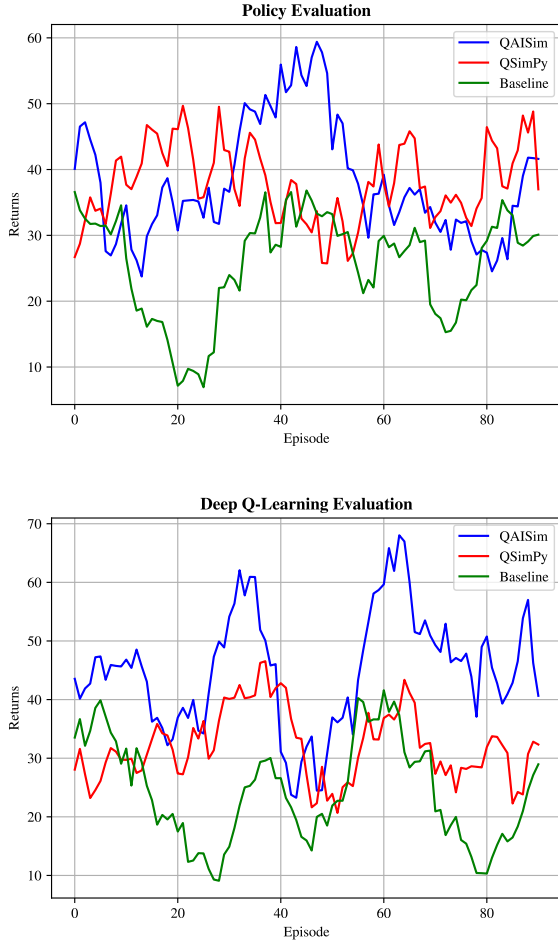 Policy Evaluation
60
50
40
30
20
10
Returns
QAISim
QSimPy
Baseline
0 20 40 60 80
Episode
Deep Q-Learning Evaluation
70
60
50
40
30
20
10
Returns
QAISim
QSimPy
Baseline
0 20 40 60 80
Episode